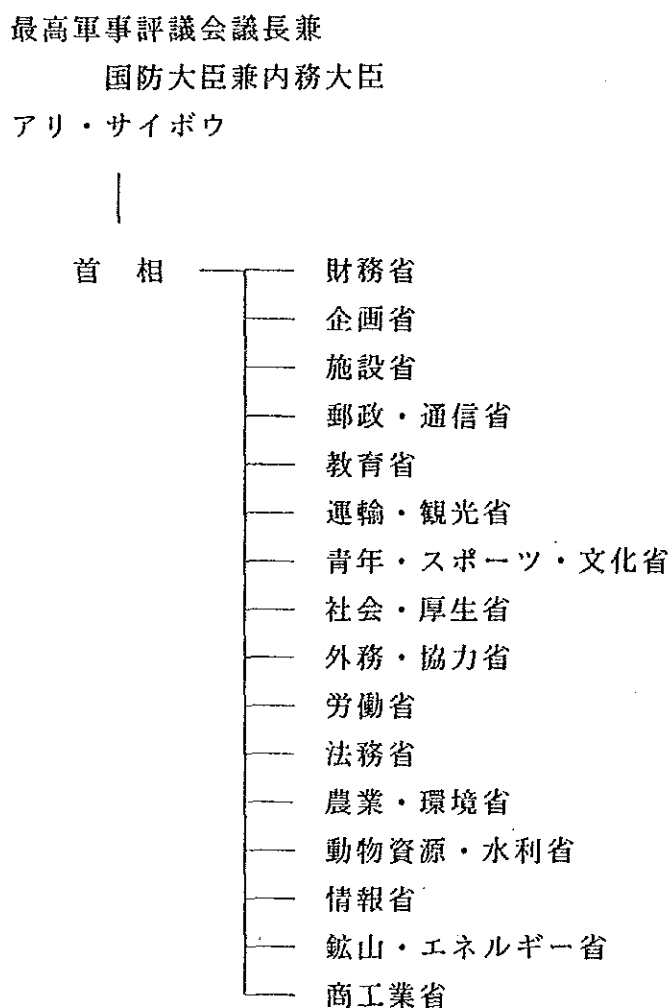 最高軍事評議会議長兼
国防大臣兼内務大臣
アリ・サイボウ
首 相
財務省
企画省
施設省
郵政・通信省
教育省
運輸・観光省
青年・スポーツ・文化省
社会・厚生省
外務・協力省
労働省
法務省
農業・環境省
動物資源・水利省
情報省
鉱山・エネルギー省
商工業省